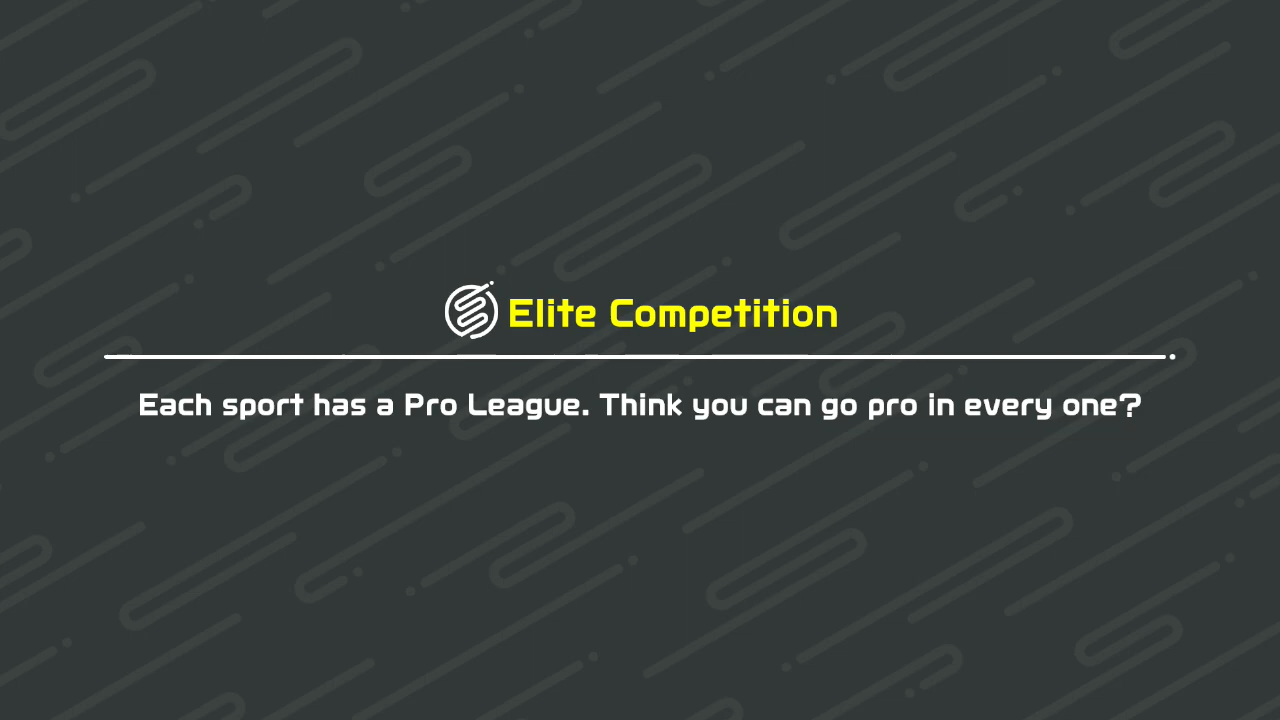 Elite Competition
Each sport has a Pro League. Think you can go pro in every one?